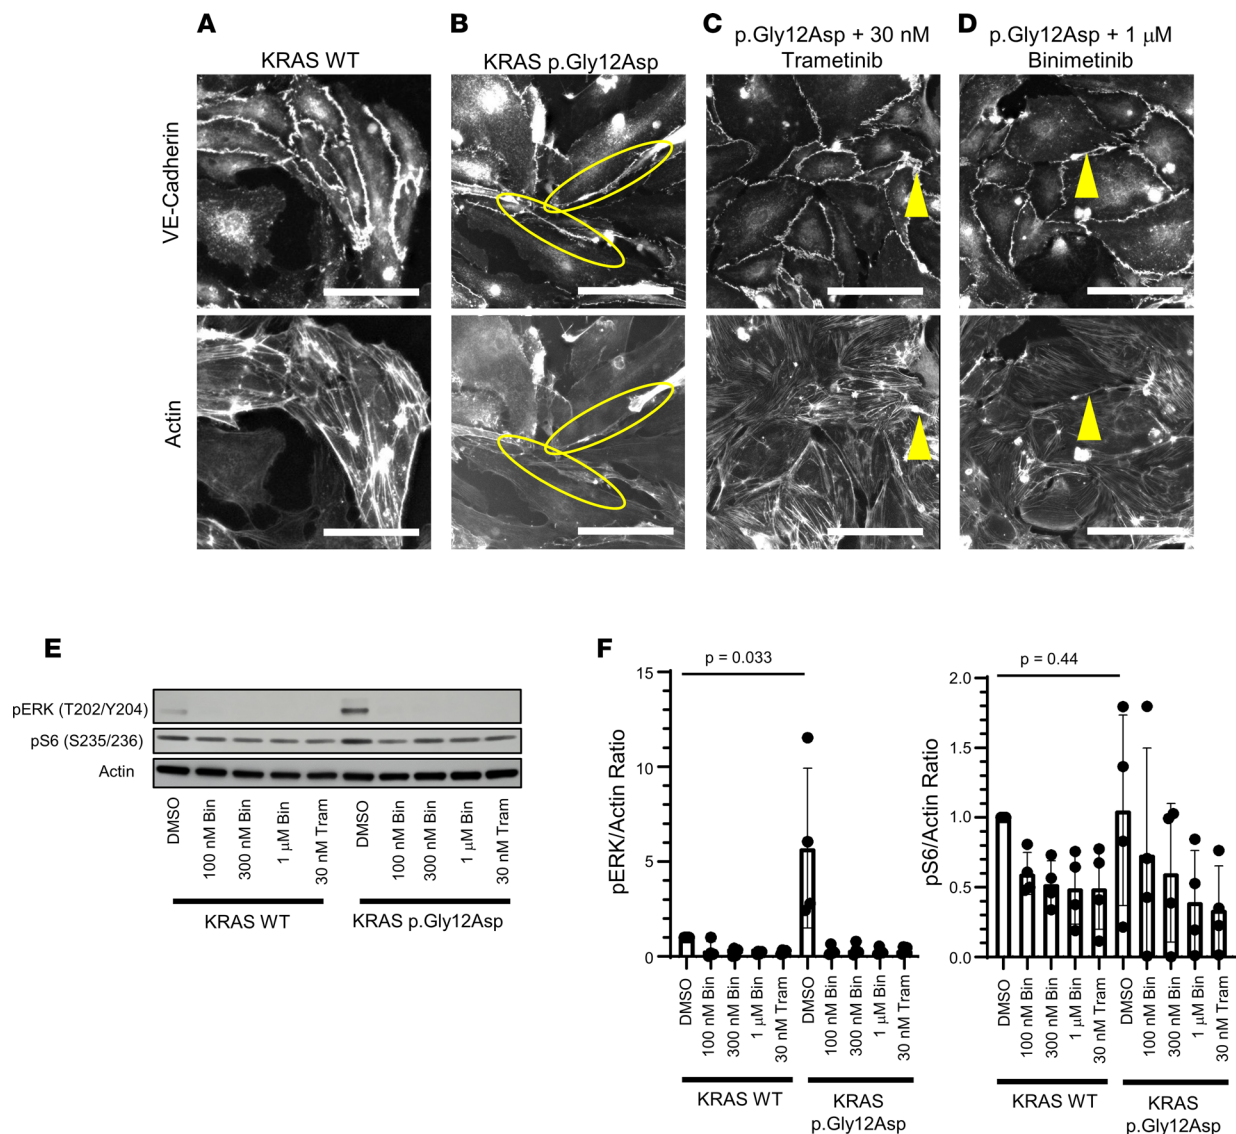 A
B
C
D
KRAS WT
KRAS p.Gly12Asp
p.Gly12Asp + 30 nM
Trametinib
p.Gly12Asp + 1 μM
Binimetinib
VE-Cadherin
Actin
E
pERK (T202/Y204)
pS6 (S235/236)
Actin
DMSO
100 nM Bin
300 nM Bin
1 μM Bin
30 nM Tram
DMSO
100 nM Bin
300 nM Bin
1 μM Bin
30 nM Tram
KRAS WT
KRAS p.Gly12Asp
F
p = 0.033
pERK/Actin Ratio
15
10
5
0
DMSO
100 nM Bin
300 nM Bin
1 μM Bin
30 nM Tram
DMSO
100 nM Bin
300 nM Bin
1 μM Bin
30 nM Tram
KRAS WT
KRAS
p.Gly12Asp
p = 0.44
pS6/Actin Ratio
2.0
1.5
1.0
0.5
0.0
DMSO
100 nM Bin
300 nM Bin
1 μM Bin
30 nM Tram
DMSO
100 nM Bin
300 nM Bin
1 μM Bin
30 nM Tram
KRAS WT
KRAS
p.Gly12Asp